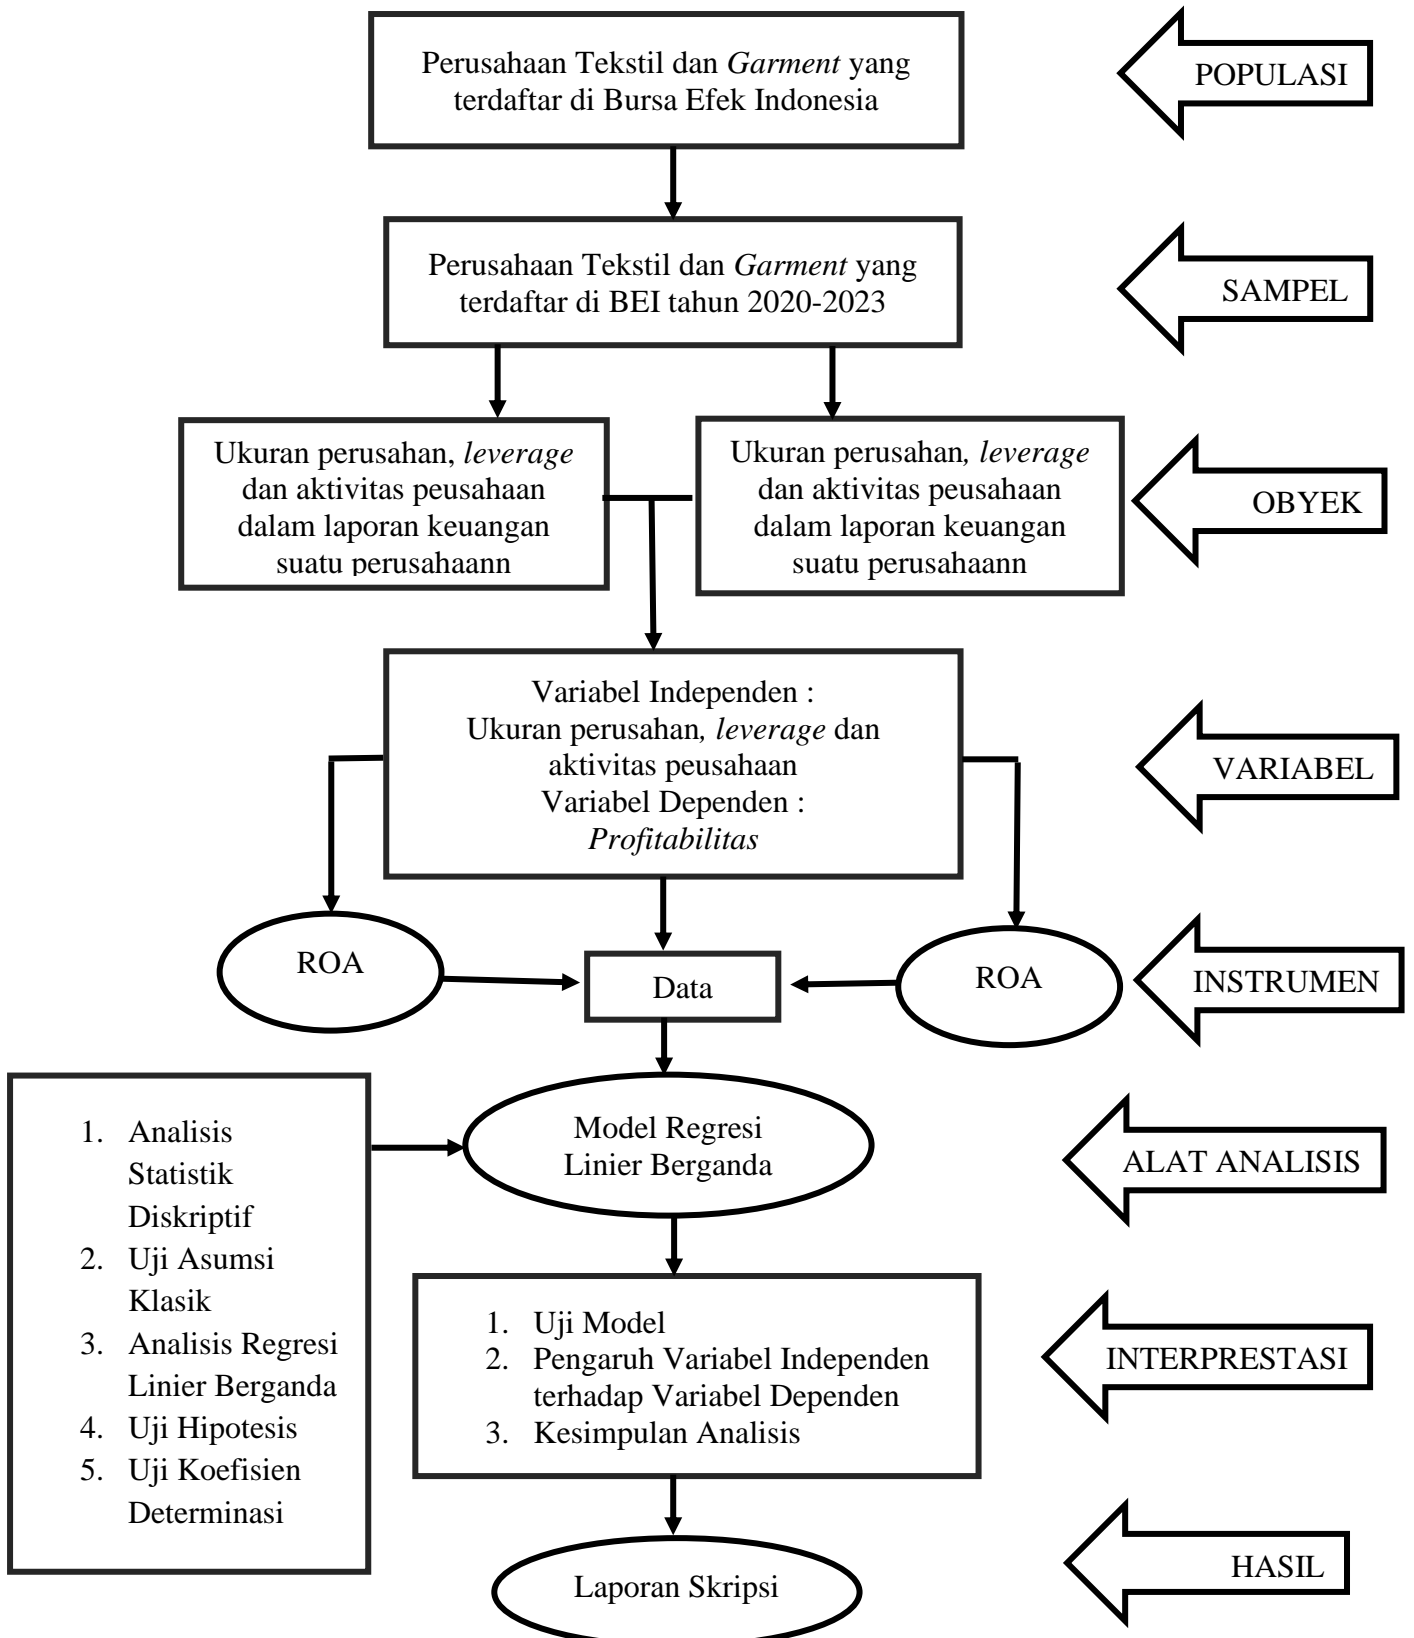 Perusahaan Tekstil dan Garment yang
terdaftar di Bursa Efek Indonesia
POPULASI
Perusahaan Tekstil dan Garment yang
terdaftar di BEI tahun 2020-2023
SAMPEL
Ukuran perusahan, leverage
dan aktivitas peusahaan
dalam laporan keuangan
suatu perusahaann
Ukuran perusahan, leverage
dan aktivitas peusahaan
dalam laporan keuangan
suatu perusahaann
OBYEK
Variabel Independen :
Ukuran perusahan, leverage dan
aktivitas peusahaan
Variabel Dependen :
Profitabilitas
VARIABEL
ROA
Data
ROA
INSTRUMEN
1. Analisis
Statistik
Diskriptif
2. Uji Asumsi
Klasik
3. Analisis Regresi
Linier Berganda
4. Uji Hipotesis
5. Uji Koefisien
Determinasi
Model Regresi
Linier Berganda
ALAT ANALISIS
1. Uji Model
2. Pengaruh Variabel Independen
terhadap Variabel Dependen
3. Kesimpulan Analisis
INTERPRESTASI
Laporan Skripsi
HASIL